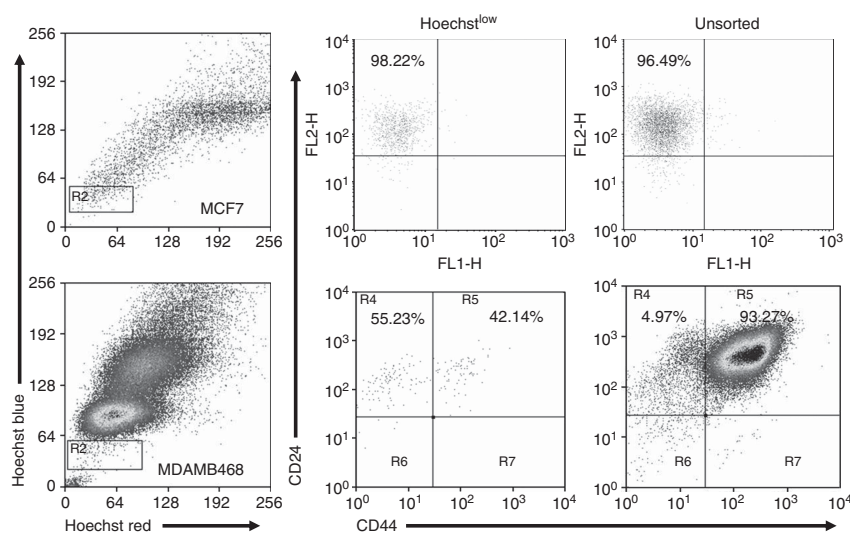 Hoechst^low
Unsorted
256
192
128
64
0
R2
MCF7
0 64 128 192 256
10^4
10^3
10^2
10^1
10^0
98.22%
FL2-H
10^0 10^1 10^2 10^3
FL1-H
10^4
10^3
10^2
10^1
10^0
96.49%
FL2-H
10^0 10^1 10^2 10^3
FL1-H
256
192
128
64
0
R2
MDAMB468
0 64 128 192 256
Hoechst blue
Hoechst red
10^4
10^3
10^2
10^1
10^0
R4 R5
55.23% 42.14%
R6 R7
10^0 10^1 10^2 10^3 10^4
10^4
10^3
10^2
10^1
10^0
R4 R5
4.97% 93.27%
R6 R7
10^0 10^1 10^2 10^3 10^4
CD24
CD44